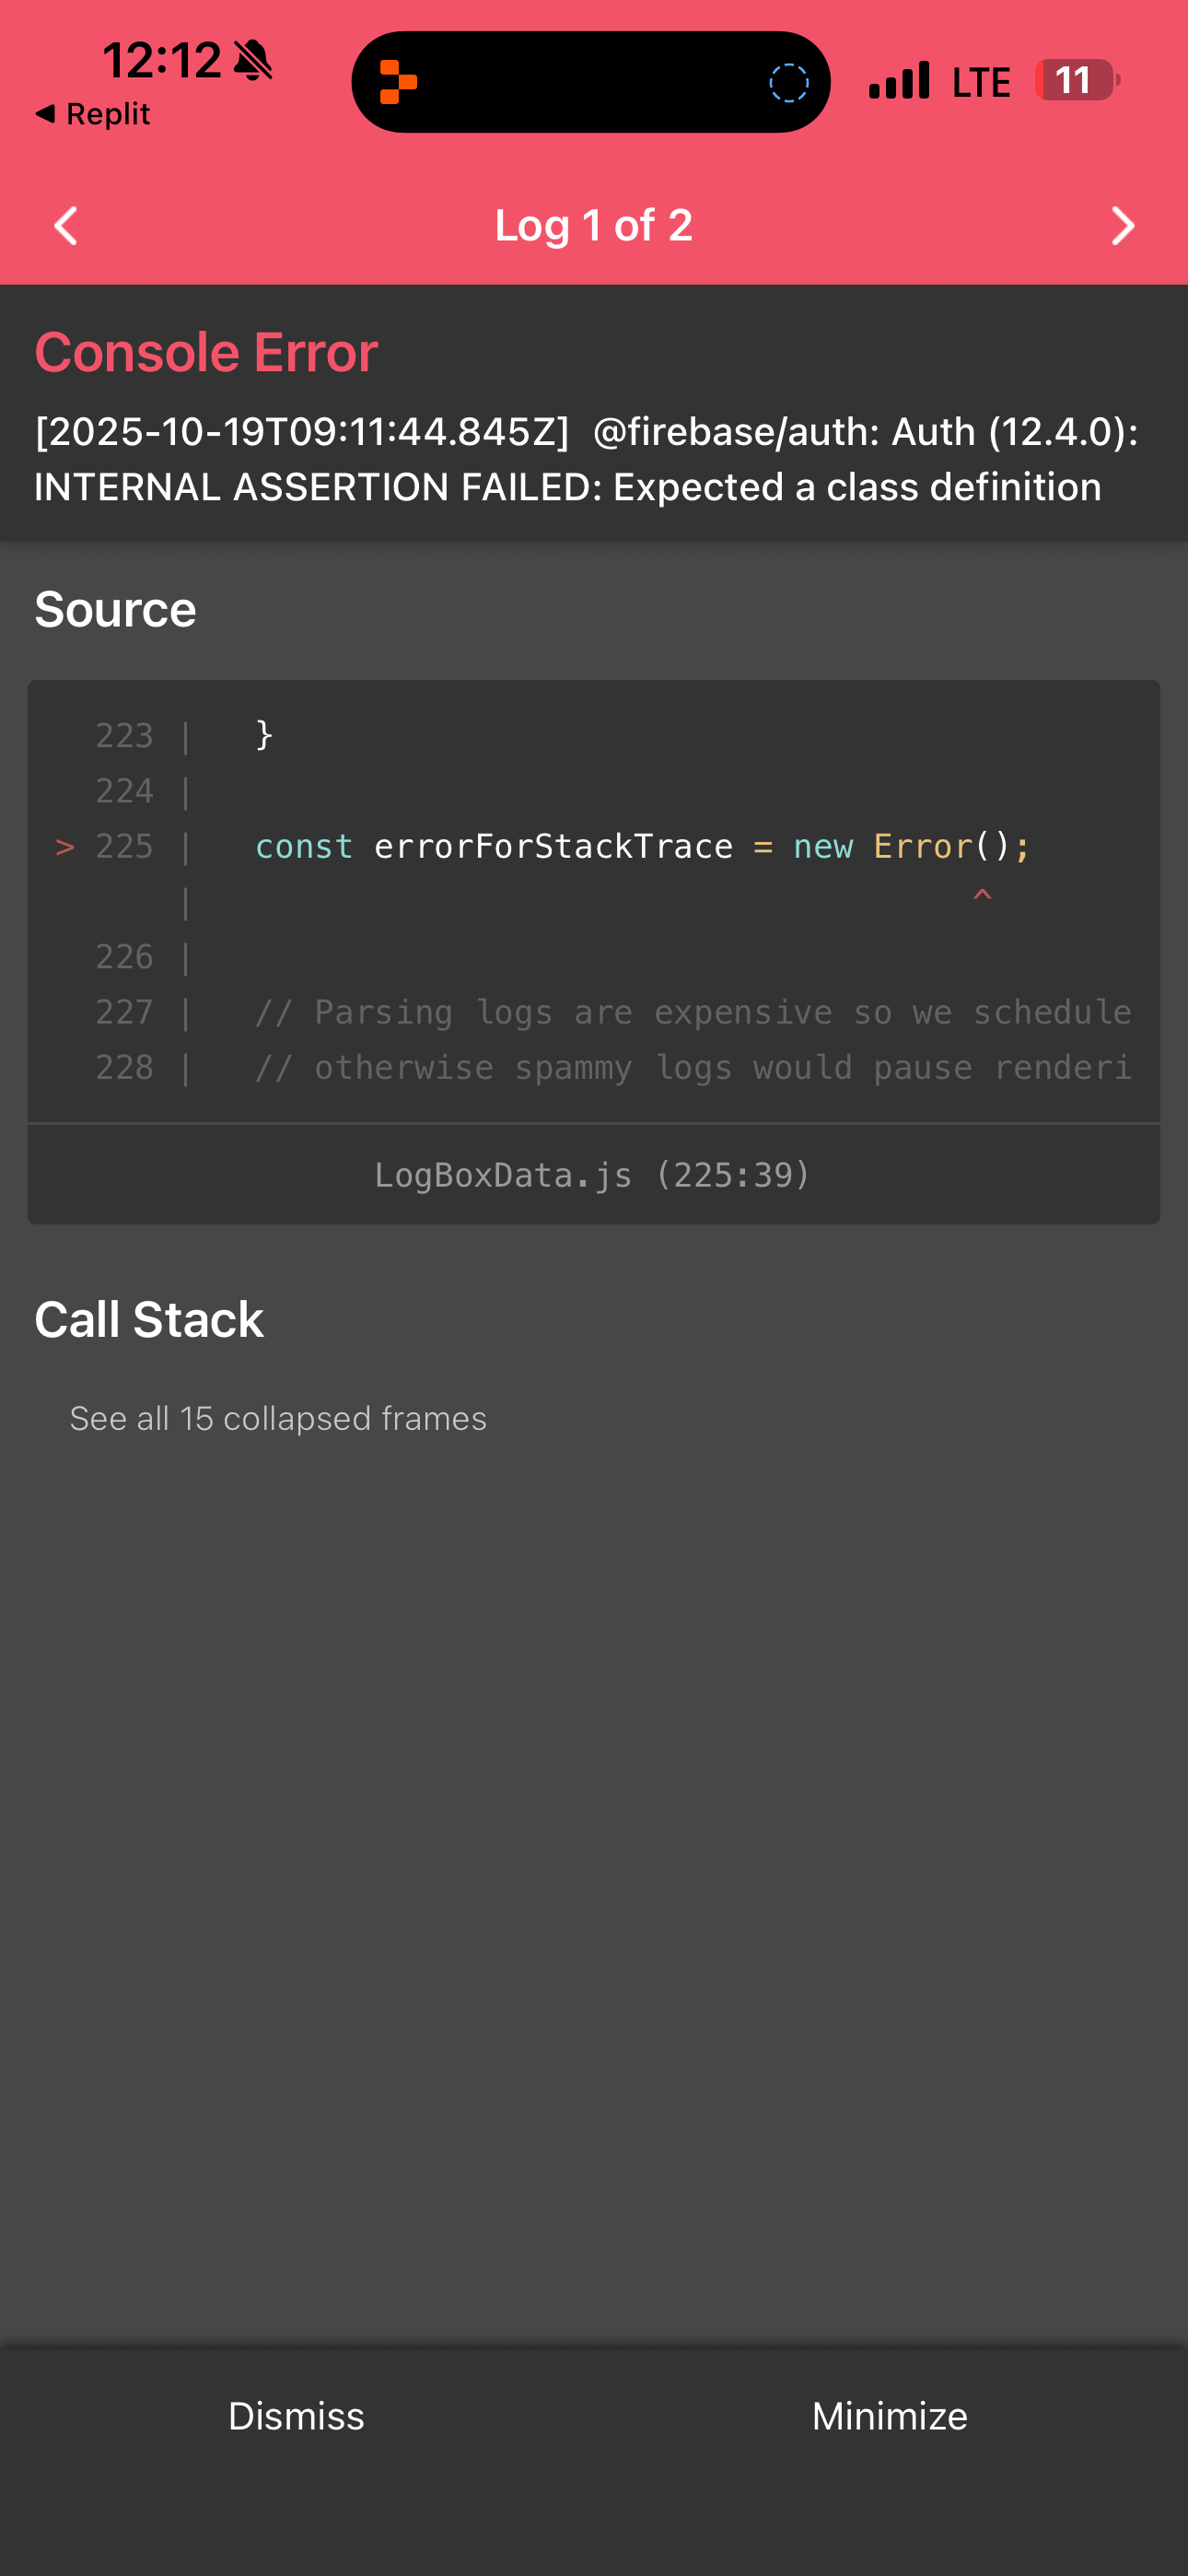 12:12
◀ Replit
LTE
11
Log 1 of 2
Console Error
[2025-10-19T09:11:44.845Z]  @firebase/auth: Auth (12.4.0):
INTERNAL ASSERTION FAILED: Expected a class definition
Source
223 |   }
224 |
> 225 |   const errorForStackTrace = new Error();
|                                       ^
226 |
227 |   // Parsing logs are expensive so we schedule
228 |   // otherwise spammy logs would pause renderi
LogBoxData.js (225:39)
Call Stack
See all 15 collapsed frames
Dismiss
Minimize